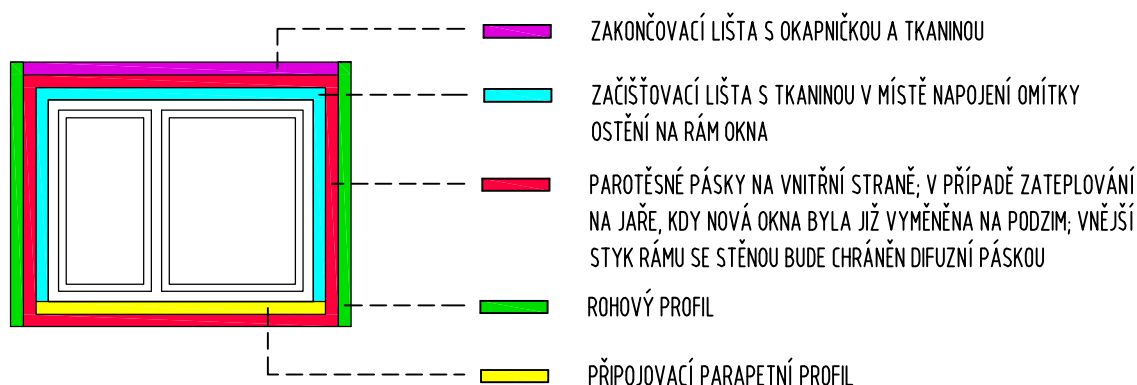 ZAKONČOVACÍ LIŠTA S OKAPNIČKOU A TKANINOU
ZAČIŠŤOVACÍ LIŠTA S TKANINOU V MÍSTĚ NAPOJENÍ OMÍTKY
OSTĚNÍ NA RÁM OKNA
PAROTĚSNÉ PÁSKY NA VNITŘNÍ STRANĚ; V PŘÍPADĚ ZATEPLOVÁNÍ
NA JAŘE, KDY NOVÁ OKNA BYLA JIŽ VYMĚNĚNA NA PODZIM; VNĚJŠÍ
STYK RÁMU SE STĚNOU BUDE CHRÁNĚN DIFUZNÍ PÁSKOU
ROHOVÝ PROFIL
PŘIPOJOVACÍ PARAPETNÍ PROFIL